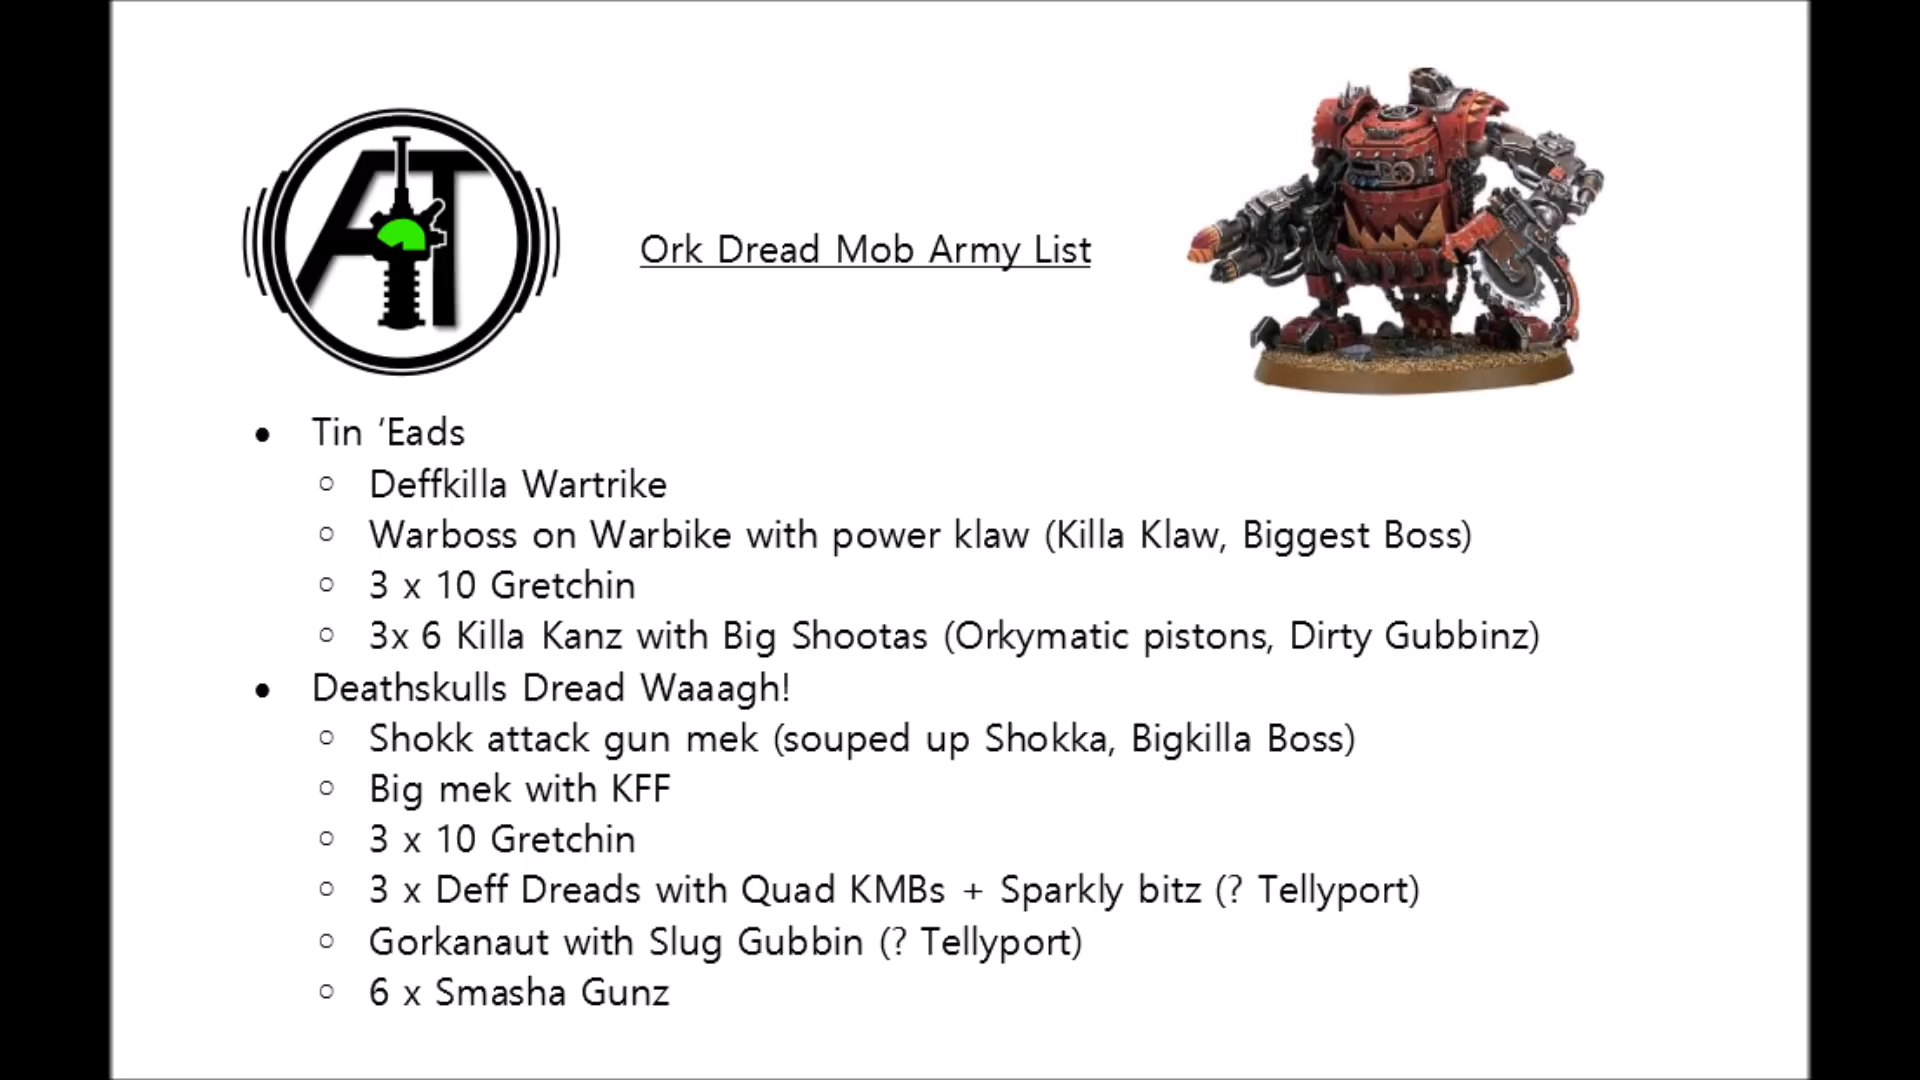 AT
Ork Dread Mob Army List
• Tin ‘Eads
○ Deffkilla Wartrike
○ Warboss on Warbike with power klaw (Killa Klaw, Biggest Boss)
○ 3 x 10 Gretchin
○ 3x 6 Killa Kanz with Big Shootas (Orkymatic pistons, Dirty Gubbinz)
• Deathskulls Dread Waaagh!
○ Shokk attack gun mek (souped up Shokka, Bigkilla Boss)
○ Big mek with KFF
○ 3 x 10 Gretchin
○ 3 x Deff Dreads with Quad KMBs + Sparkly bitz (? Tellyport)
○ Gorkanaut with Slug Gubbin (? Tellyport)
○ 6 x Smasha Gunz